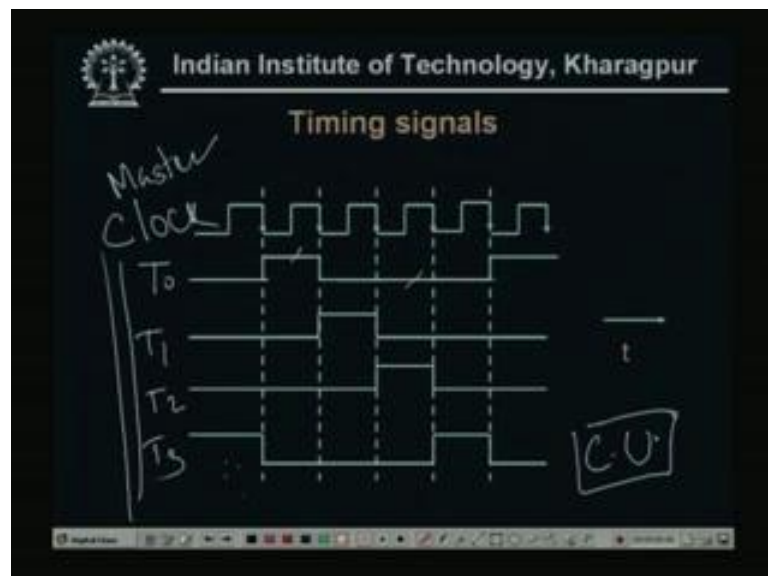 Indian Institute of Technology, Kharagpur
Timing signals
Master
Clock
T0
T1
T2
T3
t
C.U.